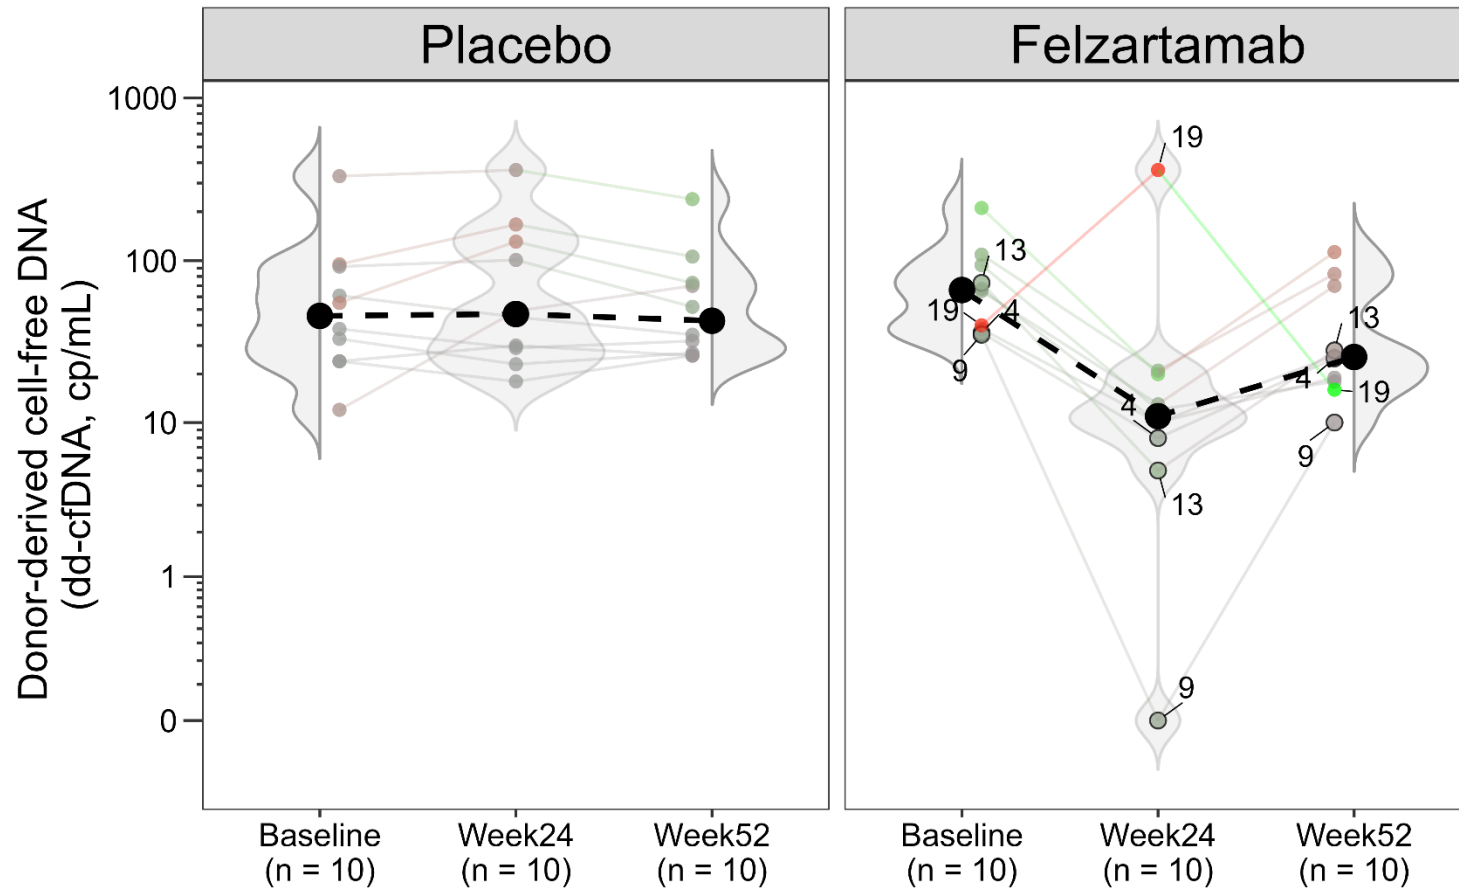 Placebo
Felzartamab
Donor-derived cell-free DNA
(dd-cfDNA, cp/mL)
1000
100
10
1
0
19
13
19
4
9
4
13
9
13
4
19
9
Baseline
(n = 10)
Week24
(n = 10)
Week52
(n = 10)
Baseline
(n = 10)
Week24
(n = 10)
Week52
(n = 10)